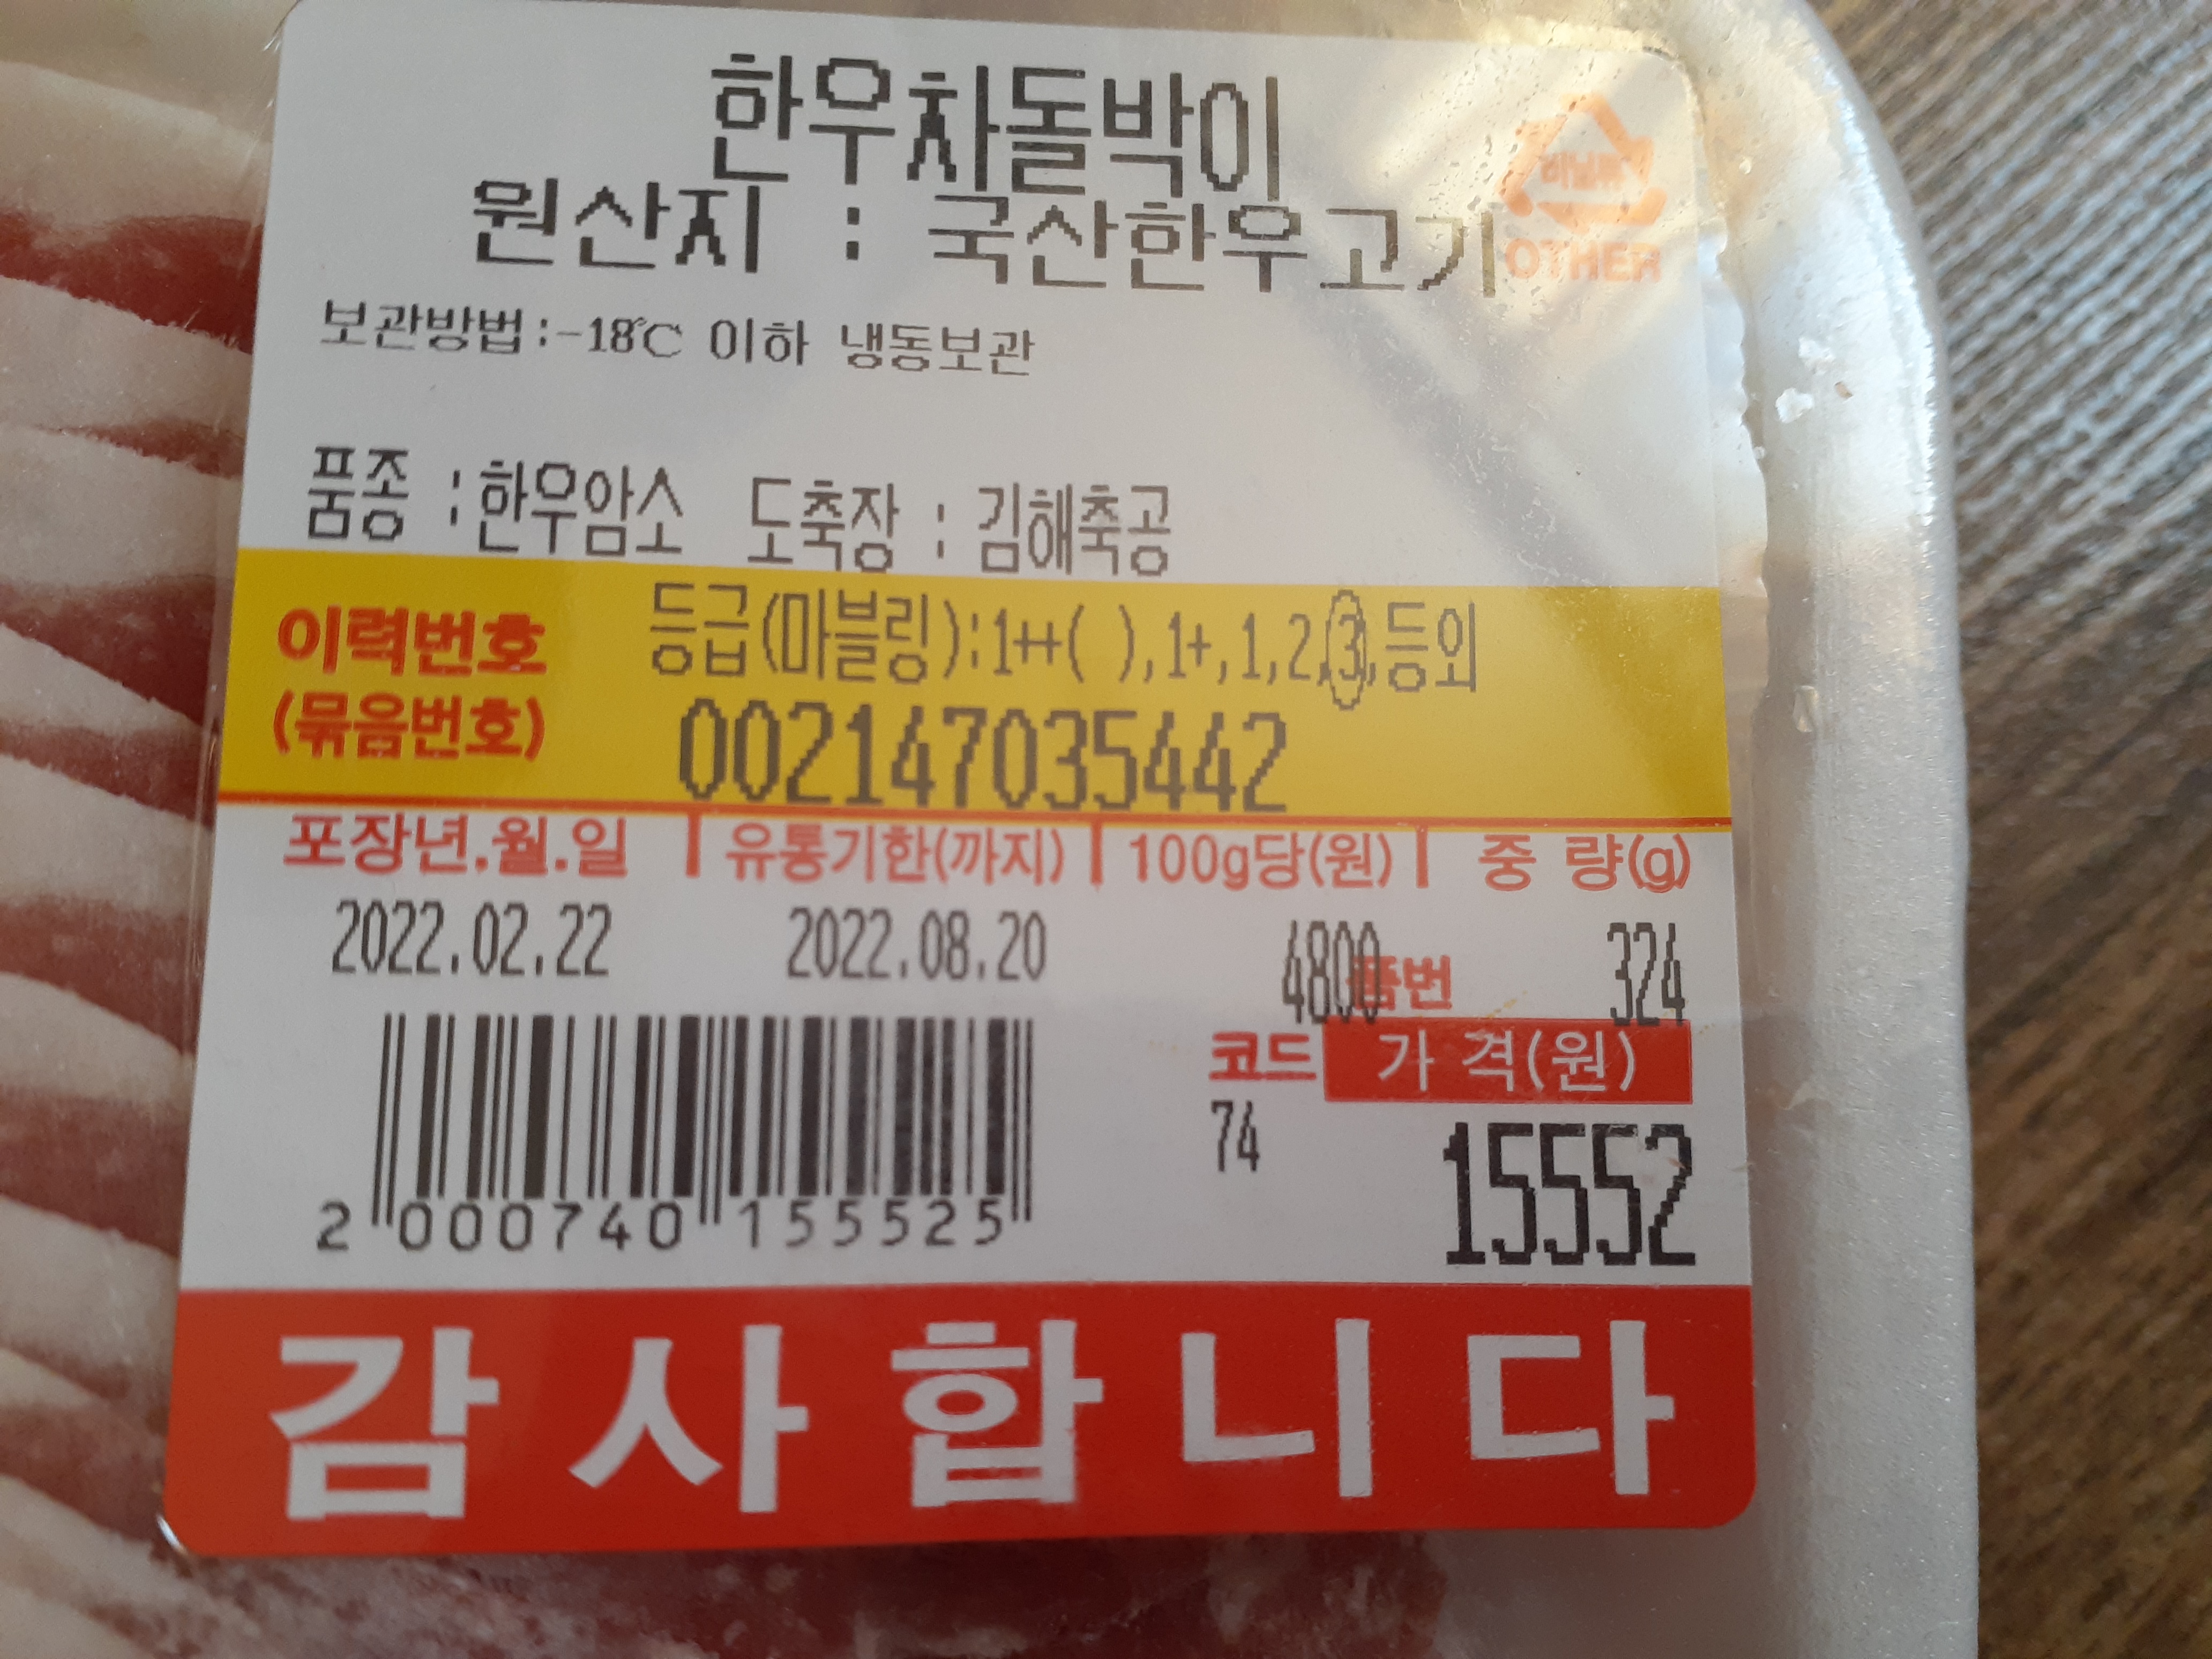 한우차돌박이
원산지 : 국산한우고기
비닐류
OTHER
보관방법:-18℃ 이하 냉동보관
품종 :한우암소 도축장 : 김해축공
이력번호
(묶음번호)
등급(마블링):1++( ),1+,1,2,3,등외
002147035442
포장년.월.일 유통기한(까지) 100g당(원) 중 량(g)
2022.02.22 2022.08.20 4800 324
품번
코드 가 격(원)
74
15552
2 000740 155525
감사합니다